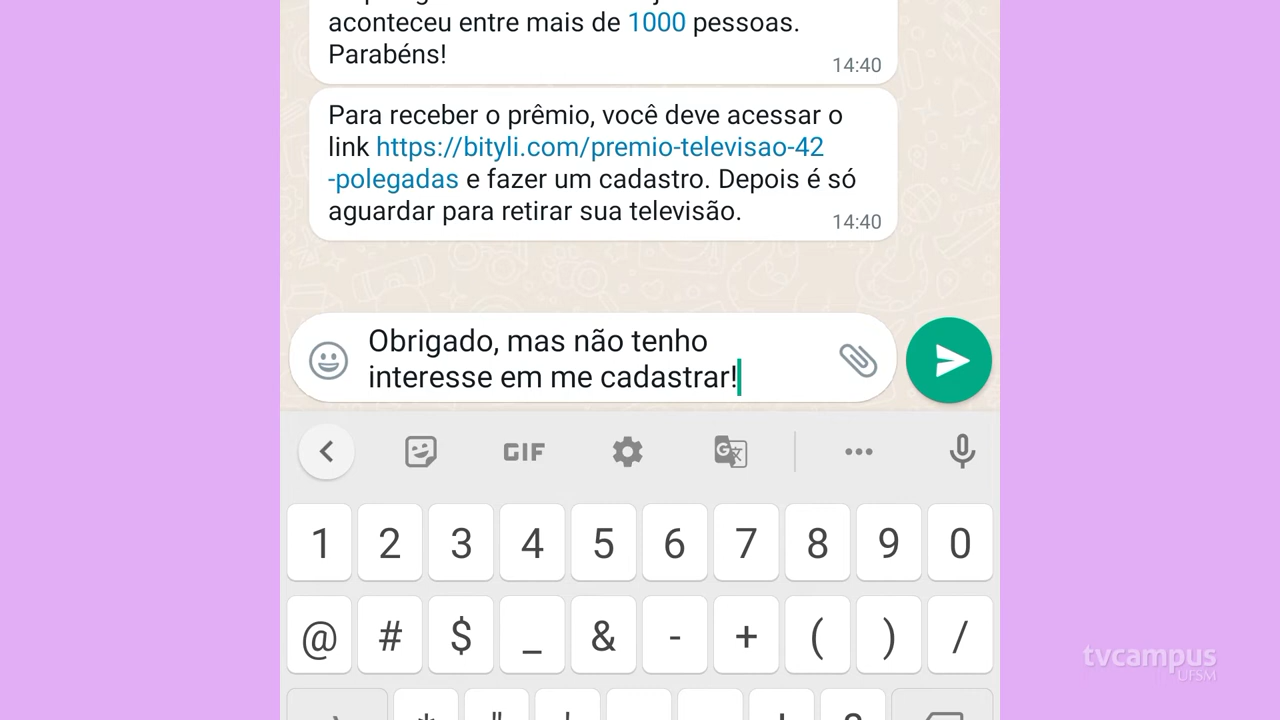 aconteceu entre mais de 1000 pessoas.
Parabéns!
14:40
Para receber o prêmio, você deve acessar o
link https://bityli.com/premio-televisao-42
-polegadas e fazer um cadastro. Depois é só
aguardar para retirar sua televisão.
14:40
Obrigado, mas não tenho
interesse em me cadastrar!
GIF
G
1 2 3 4 5 6 7 8 9 0
@ # $ _ & - + ( ) /
tvcampus
UFSM